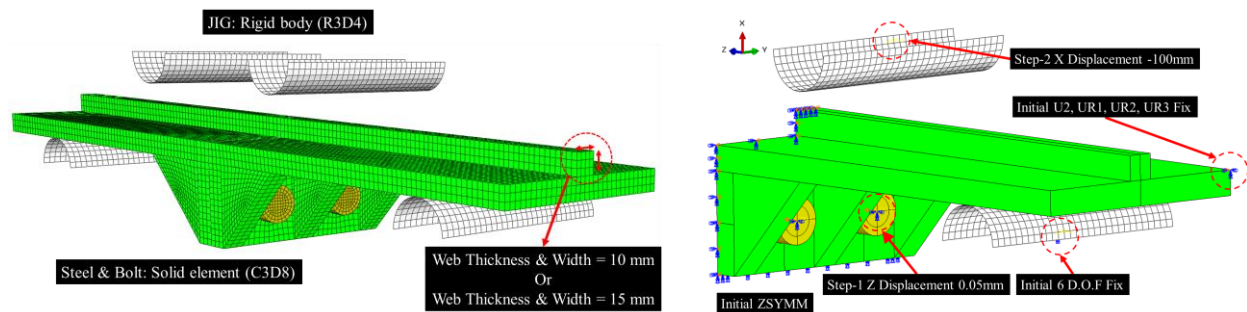 JIG: Rigid body (R3D4)
Steel & Bolt: Solid element (C3D8)
Web Thickness & Width = 10 mm
Or
Web Thickness & Width = 15 mm
X
Z
Y
Step-2 X Displacement -100mm
Initial U2, UR1, UR2, UR3 Fix
Step-1 Z Displacement 0.05mm
Initial 6 D.O.F Fix
Initial ZSYMM